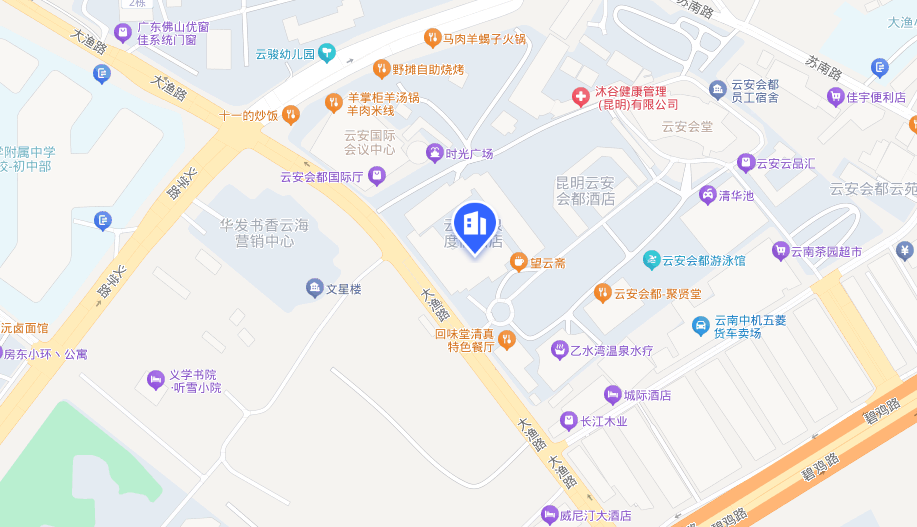 2栋
苏南路
大渔
广东佛山优窗
佳系统门窗
大渔路
云骏幼儿园
马肉羊蝎子火锅
野摊自助烧烤
苏南路
大渔路
羊掌柜羊汤锅
羊肉米线
十一的炒饭
沐谷健康管理
(昆明)有限公司
云安会都
员工宿舍
佳宇便利店
云安国际
会议中心
云安会堂
学附属中学
校-初中部
时光广场
云安会都国际厅
义学路
昆明云安
会都酒店
云安云品汇
清华池
云安会都云苑
华发书香云海
营销中心
望云斋
云安会都游泳馆
云南茶园超市
义学路
文星楼
大渔路
云安会都-聚贤堂
沅卤面馆
房东小环丶公寓
回味堂清真
特色餐厅
云南中机五菱
货车卖场
乙水湾温泉水疗
义学书院
·听雪小院
城际酒店
长江木业
大渔路
碧鸡路
大渔路
碧鸡路
威尼汀大酒店
碧鸡路